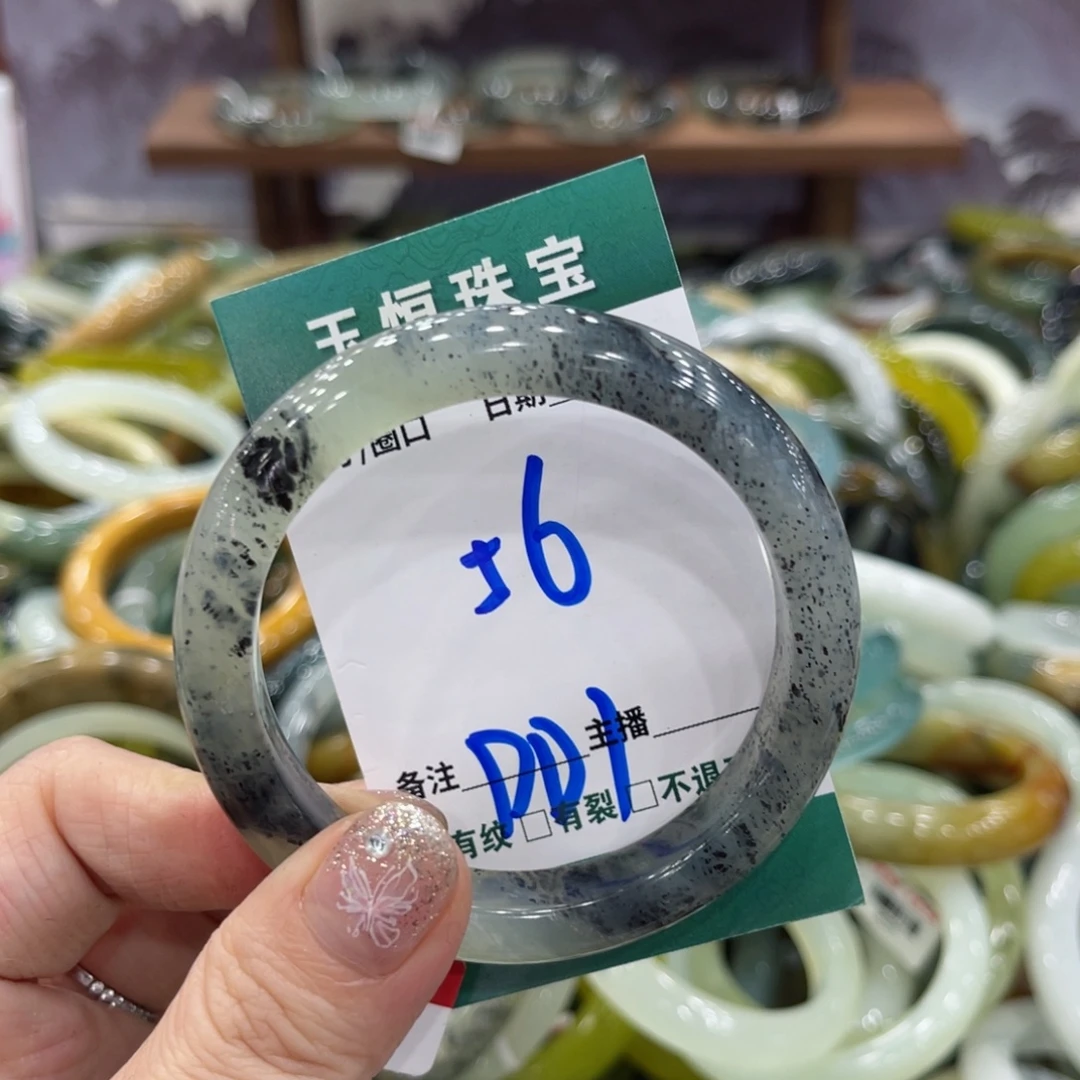 玉恒珠宝
/圈口 日期
56
备注 DD1 主播
有纹 □有裂 □不退